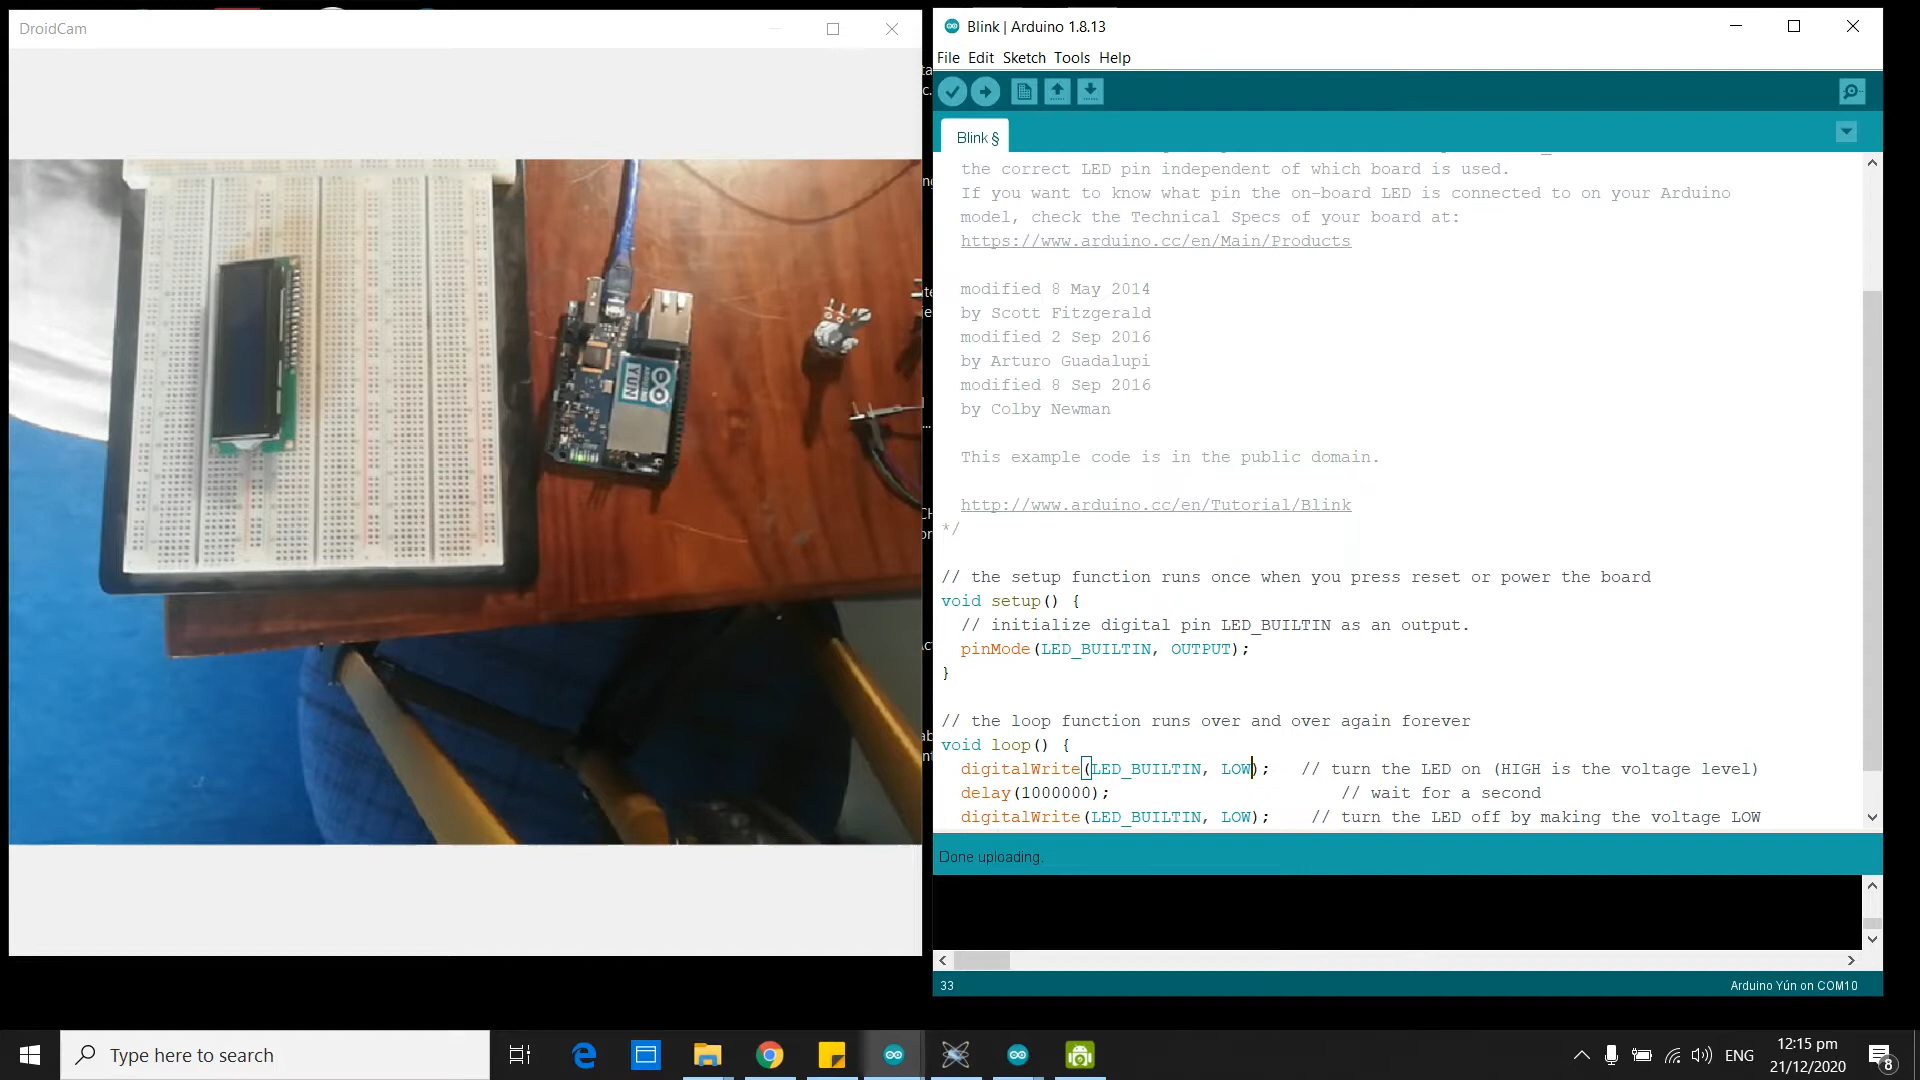 DroidCam
ARDUINO
YUN
Blink | Arduino 1.8.13
File Edit Sketch Tools Help
Blink §
the correct LED pin independent of which board is used.
If you want to know what pin the on-board LED is connected to on your Arduino
model, check the Technical Specs of your board at:
https://www.arduino.cc/en/Main/Products
modified 8 May 2014
by Scott Fitzgerald
modified 2 Sep 2016
by Arturo Guadalupi
modified 8 Sep 2016
by Colby Newman
This example code is in the public domain.
http://www.arduino.cc/en/Tutorial/Blink
*/
// the setup function runs once when you press reset or power the board
void setup() {
// initialize digital pin LED_BUILTIN as an output.
pinMode(LED_BUILTIN, OUTPUT);
}
// the loop function runs over and over again forever
void loop() {
digitalWrite(LED_BUILTIN, LOW); // turn the LED on (HIGH is the voltage level)
delay(1000000); // wait for a second
digitalWrite(LED_BUILTIN, LOW); // turn the LED off by making the voltage LOW
Done uploading.
33
Arduino Yún on COM10
Type here to search
ENG
12:15 pm
21/12/2020
8